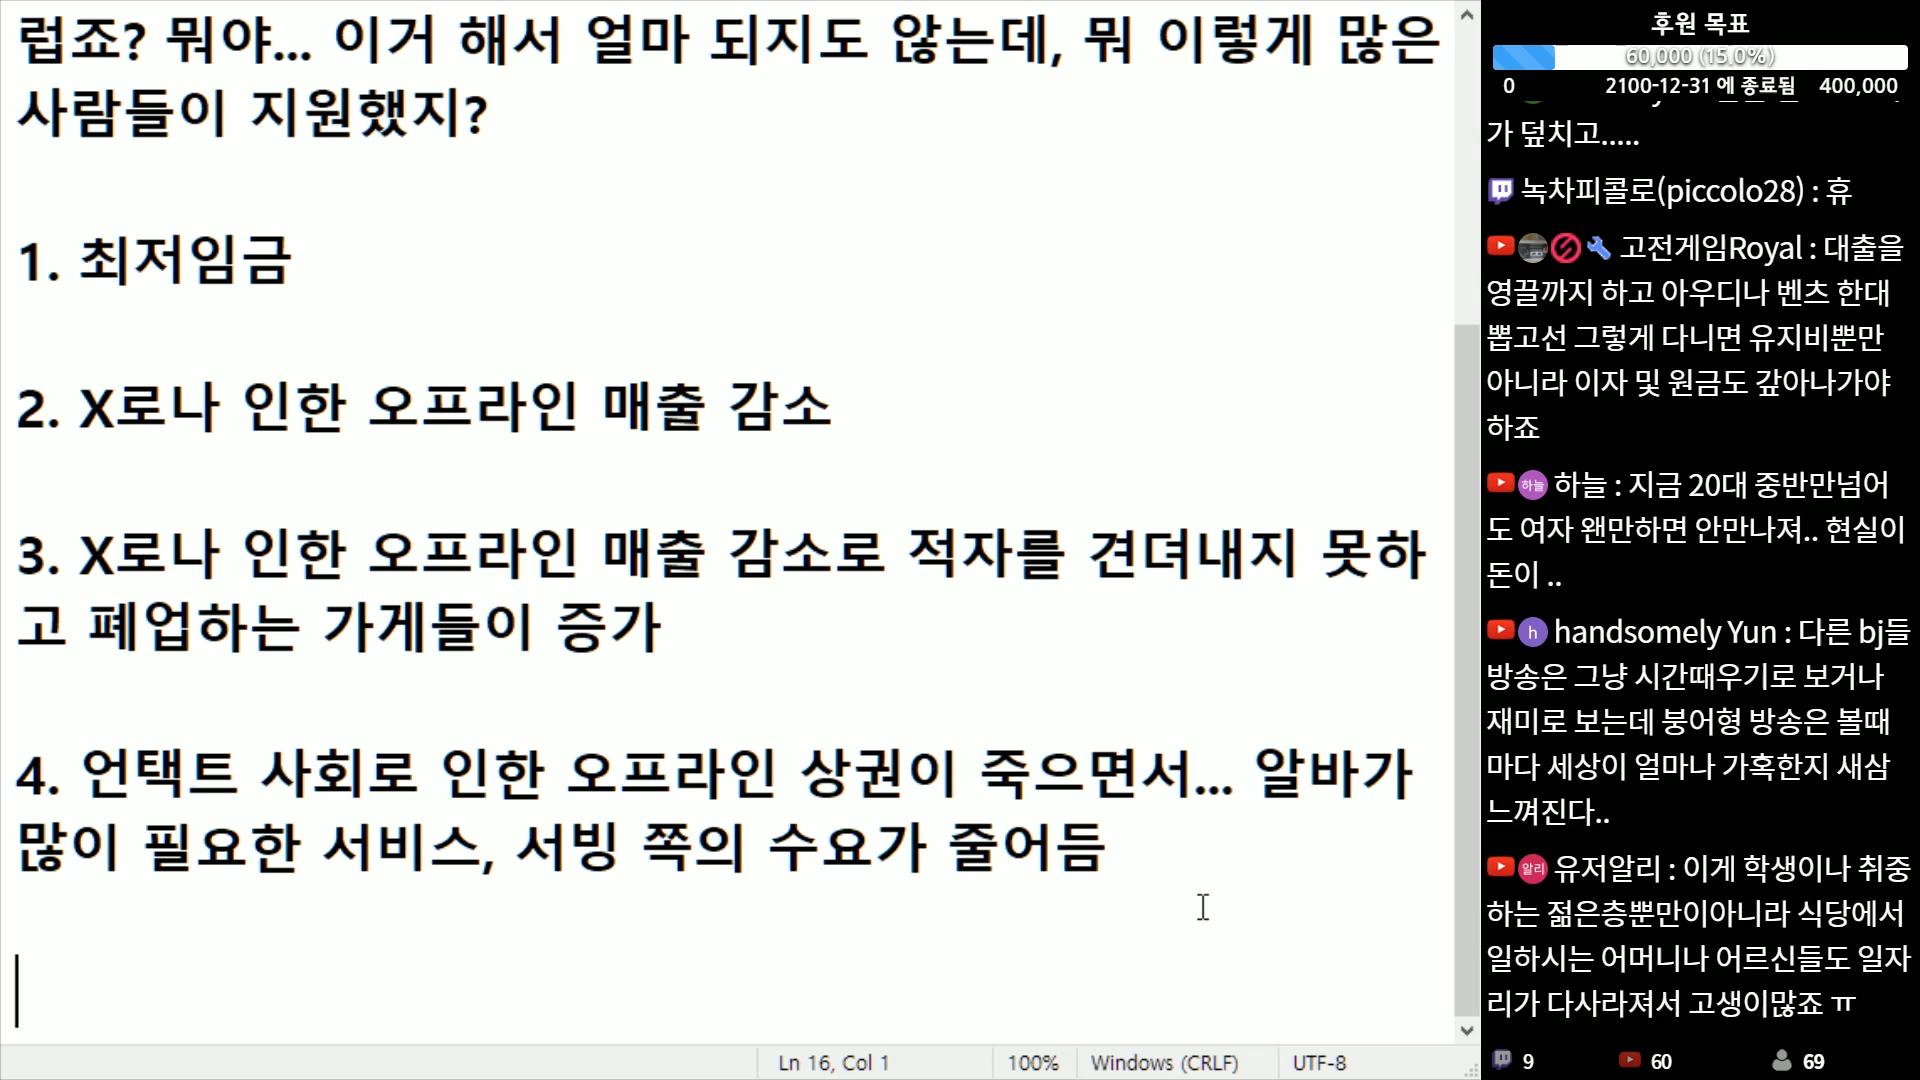 럽죠? 뭐야... 이거 해서 얼마 되지도 않는데, 뭐 이렇게 많은
사람들이 지원했지?
1. 최저임금
2. X로나 인한 오프라인 매출 감소
3. X로나 인한 오프라인 매출 감소로 적자를 견뎌내지 못하
고 폐업하는 가게들이 증가
4. 언택트 사회로 인한 오프라인 상권이 죽으면서... 알바가
많이 필요한 서비스, 서빙 쪽의 수요가 줄어듬
Ln 16, Col 1
100%
Windows (CRLF)
UTF-8
후원 목표
60,000 (15.0%)
0 2100-12-31 에 종료됨 400,000
가 덮치고.....
녹차피콜로(piccolo28) : 휴
고전게임Royal : 대출을
영끌까지 하고 아우디나 벤츠 한대
뽑고선 그렇게 다니면 유지비뿐만
아니라 이자 및 원금도 갚아나가야
하죠
하늘 하늘 : 지금 20대 중반만넘어
도 여자 왠만하면 안만나져.. 현실이
돈이 ..
h handsomely Yun : 다른 bj들
방송은 그냥 시간때우기로 보거나
재미로 보는데 붕어형 방송은 볼때
마다 세상이 얼마나 가혹한지 새삼
느껴진다..
알리 유저알리 : 이게 학생이나 취중
하는 젊은층뿐만이아니라 식당에서
일하시는 어머니나 어르신들도 일자
리가 다사라져서 고생이많죠 ㅠ
9 60 69